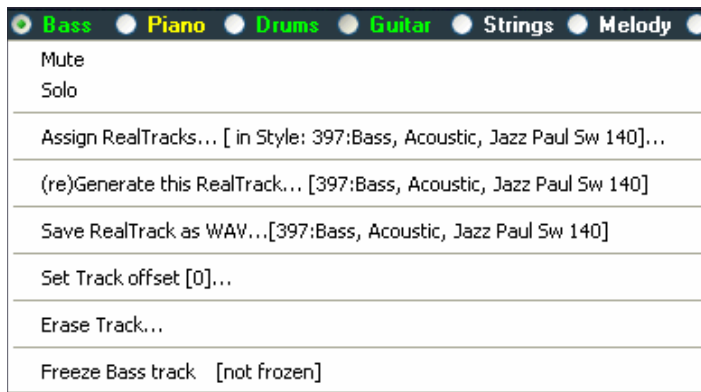 Bass Piano Drums Guitar Strings Melody
Mute
Solo
Assign RealTracks... [ in Style: 397:Bass, Acoustic, Jazz Paul Sw 140]...
(re)Generate this RealTrack... [397:Bass, Acoustic, Jazz Paul Sw 140]
Save RealTrack as WAV...[397:Bass, Acoustic, Jazz Paul Sw 140]
Set Track offset [0]...
Erase Track...
Freeze Bass track [not frozen]